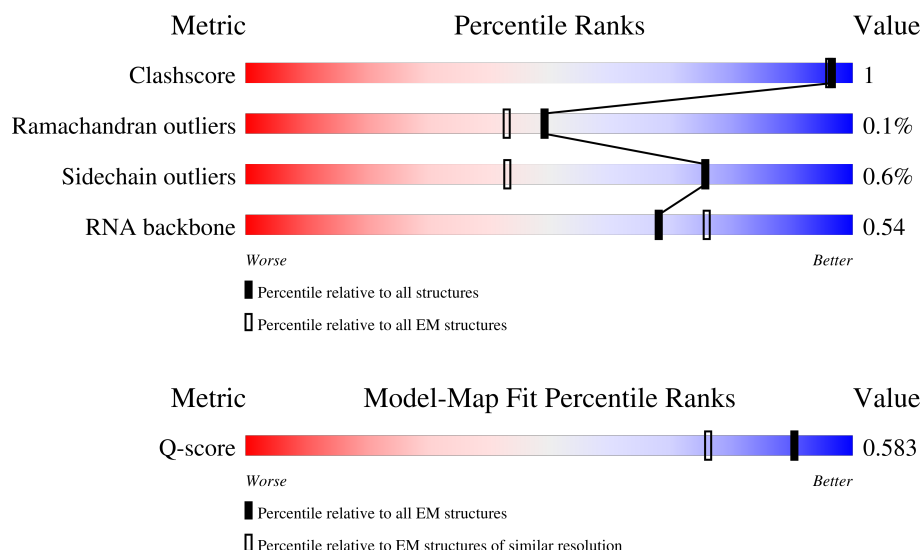 Metric Percentile Ranks Value
Clashscore 1
Ramachandran outliers 0.1%
Sidechain outliers 0.6%
RNA backbone 0.54
Worse Better
Percentile relative to all structures
Percentile relative to all EM structures
Metric Model-Map Fit Percentile Ranks Value
Q-score 0.583
Worse Better
Percentile relative to all EM structures
Percentile relative to EM structures of similar resolution